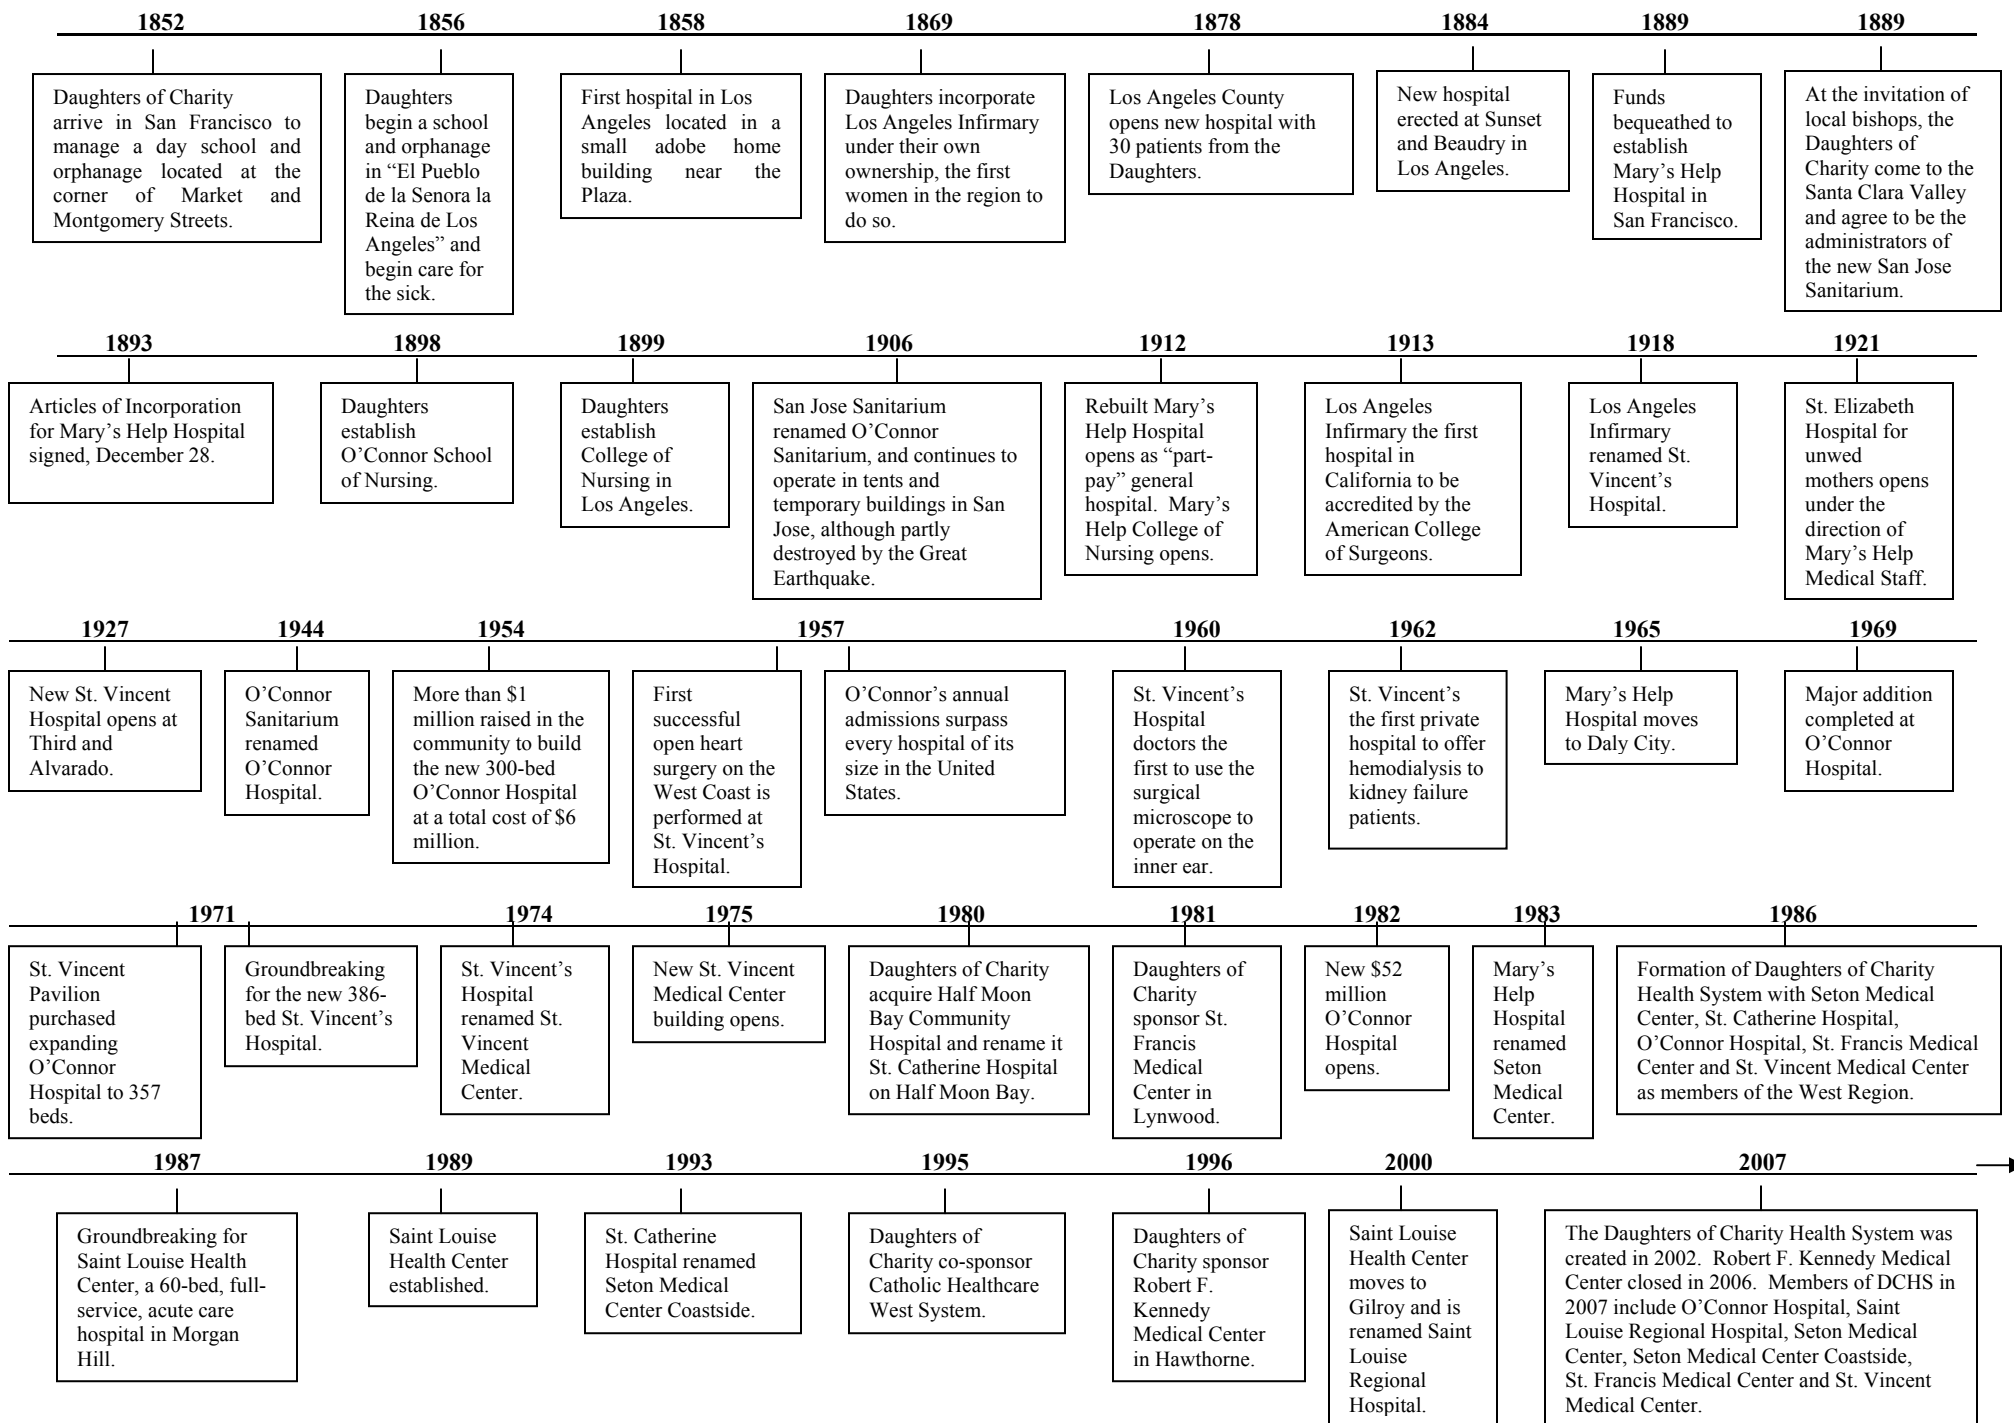 1852
1856
1858
1869
1878
1884
1889
1889
Daughters of Charity
arrive in San Francisco to
manage a day school and
orphanage located at the
corner of Market and
Montgomery Streets.
Daughters
begin a school
and orphanage
in “El Pueblo
de la Senora la
Reina de Los
Angeles” and
begin care for
the sick.
First hospital in Los
Angeles located in a
small adobe home
building near the
Plaza.
Daughters incorporate
Los Angeles Infirmary
under their own
ownership, the first
women in the region to
do so.
Los Angeles County
opens new hospital with
30 patients from the
Daughters.
New hospital
erected at Sunset
and Beaudry in
Los Angeles.
Funds
bequeathed to
establish
Mary’s Help
Hospital in
San Francisco.
At the invitation of
local bishops, the
Daughters of
Charity come to the
Santa Clara Valley
and agree to be the
administrators of
the new San Jose
Sanitarium.
1893
1898
1899
1906
1912
1913
1918
1921
Articles of Incorporation
for Mary’s Help Hospital
signed, December 28.
Daughters
establish
O’Connor School
of Nursing.
Daughters
establish
College of
Nursing in
Los Angeles.
San Jose Sanitarium
renamed O’Connor
Sanitarium, and continues to
operate in tents and
temporary buildings in San
Jose, although partly
destroyed by the Great
Earthquake.
Rebuilt Mary’s
Help Hospital
opens as “part-
pay” general
hospital.  Mary’s
Help College of
Nursing opens.
Los Angeles
Infirmary the first
hospital in
California to be
accredited by the
American College
of Surgeons.
Los Angeles
Infirmary
renamed St.
Vincent’s
Hospital.
St. Elizabeth
Hospital for
unwed
mothers opens
under the
direction of
Mary’s Help
Medical Staff.
1927
1944
1954
1957
1960
1962
1965
1969
New St. Vincent
Hospital opens at
Third and
Alvarado.
O’Connor
Sanitarium
renamed
O’Connor
Hospital.
More than $1
million raised in the
community to build
the new 300-bed
O’Connor Hospital
at a total cost of $6
million.
First
successful
open heart
surgery on the
West Coast is
performed at
St. Vincent’s
Hospital.
O’Connor’s annual
admissions surpass
every hospital of its
size in the United
States.
St. Vincent’s
Hospital
doctors the
first to use the
surgical
microscope to
operate on the
inner ear.
St. Vincent’s
the first private
hospital to offer
hemodialysis to
kidney failure
patients.
Mary’s Help
Hospital moves
to Daly City.
Major addition
completed at
O’Connor
Hospital.
1971
1974
1975
1980
1981
1982
1983
1986
St. Vincent
Pavilion
purchased
expanding
O’Connor
Hospital to 357
beds.
Groundbreaking
for the new 386-
bed St. Vincent’s
Hospital.
St. Vincent’s
Hospital
renamed St.
Vincent
Medical
Center.
New St. Vincent
Medical Center
building opens.
Daughters of Charity
acquire Half Moon
Bay Community
Hospital and rename it
St. Catherine Hospital
on Half Moon Bay.
Daughters of
Charity
sponsor St.
Francis
Medical
Center in
Lynwood.
New $52
million
O’Connor
Hospital
opens.
Mary’s
Help
Hospital
renamed
Seton
Medical
Center.
Formation of Daughters of Charity
Health System with Seton Medical
Center, St. Catherine Hospital,
O’Connor Hospital, St. Francis Medical
Center and St. Vincent Medical Center
as members of the West Region.
1987
1989
1993
1995
1996
2000
2007
Groundbreaking for
Saint Louise Health
Center, a 60-bed, full-
service, acute care
hospital in Morgan
Hill.
Saint Louise
Health Center
established.
St. Catherine
Hospital renamed
Seton Medical
Center Coastside.
Daughters of
Charity co-sponsor
Catholic Healthcare
West System.
Daughters of
Charity sponsor
Robert F.
Kennedy
Medical Center
in Hawthorne.
Saint Louise
Health Center
moves to
Gilroy and is
renamed Saint
Louise
Regional
Hospital.
The Daughters of Charity Health System was
created in 2002.  Robert F. Kennedy Medical
Center closed in 2006.  Members of DCHS in
2007 include O’Connor Hospital, Saint
Louise Regional Hospital, Seton Medical
Center, Seton Medical Center Coastside,
St. Francis Medical Center and St. Vincent
Medical Center.